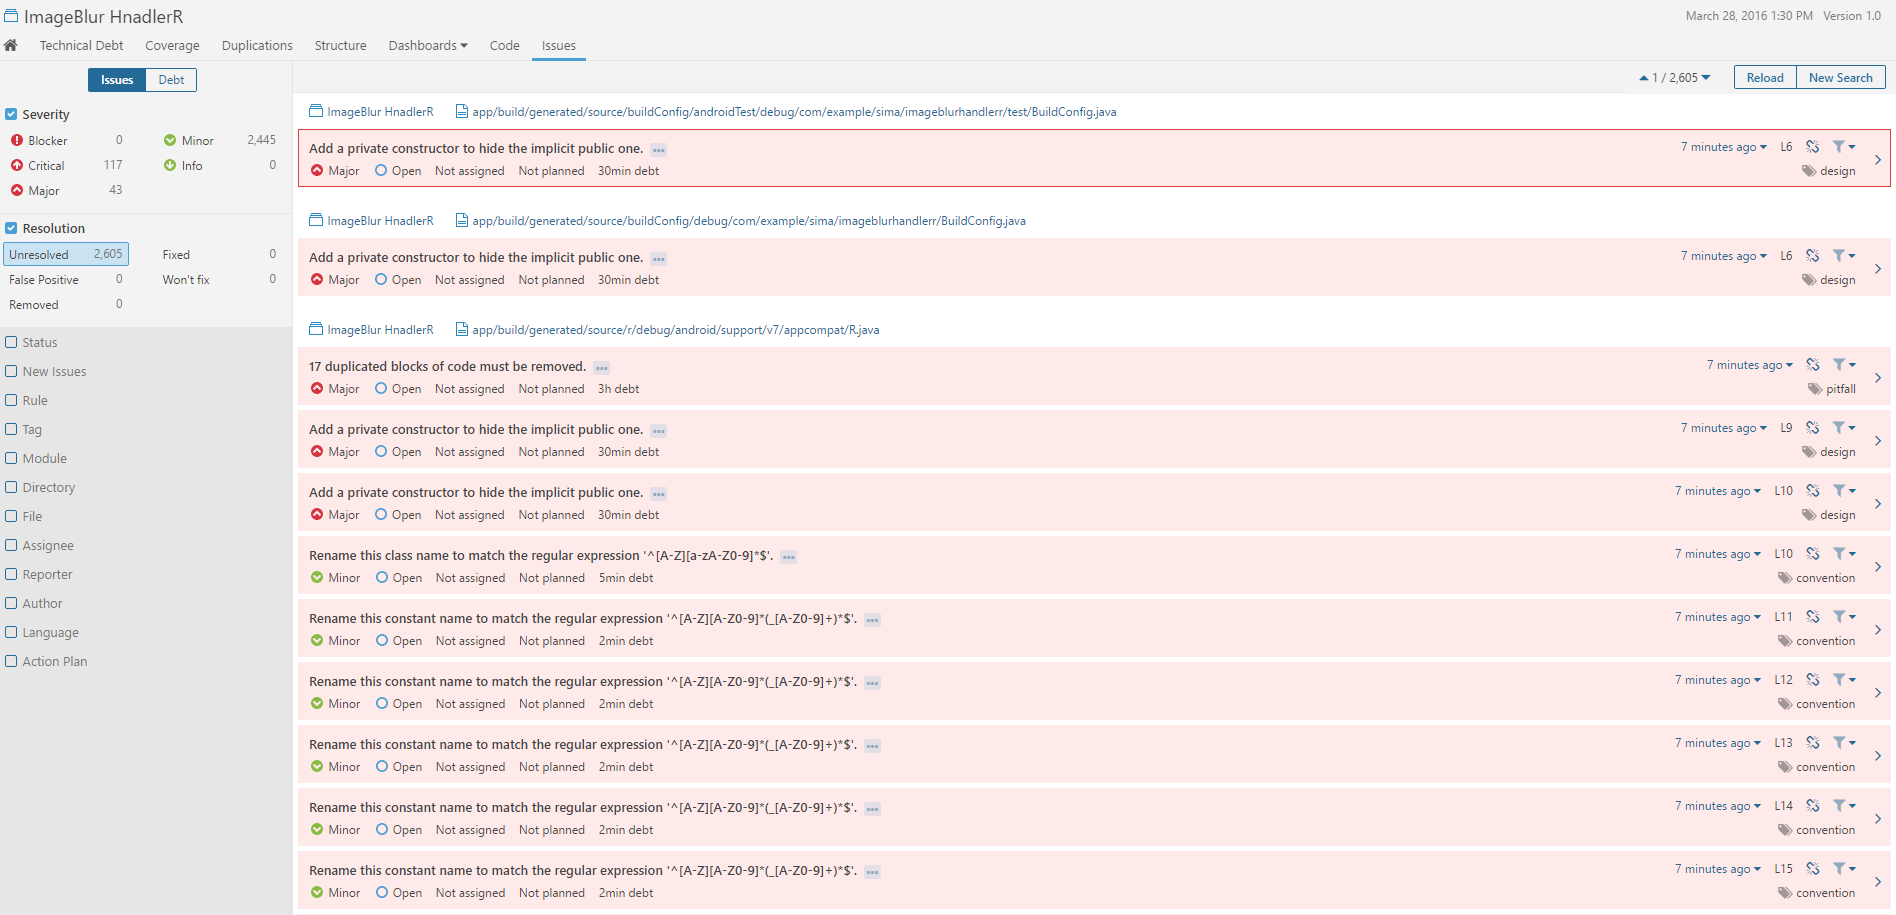 ImageBlur HnadlerR
March 28, 2016 1:30 PM Version 1.0
Technical Debt Coverage Duplications Structure Dashboards Code Issues
Issues Debt
1 / 2,605 Reload New Search
Severity
Blocker 0 Minor 2,445
Critical 117 Info 0
Major 43
Resolution
Unresolved 2,605 Fixed 0
False Positive 0 Won't fix 0
Removed 0
Status
New Issues
Rule
Tag
Module
Directory
File
Assignee
Reporter
Author
Language
Action Plan
ImageBlur HnadlerR app/build/generated/source/buildConfig/androidTest/debug/com/example/sima/imageblurhandlerr/test/BuildConfig.java
Add a private constructor to hide the implicit public one. 7 minutes ago L6
Major Open Not assigned Not planned 30min debt design
ImageBlur HnadlerR app/build/generated/source/buildConfig/debug/com/example/sima/imageblurhandlerr/BuildConfig.java
Add a private constructor to hide the implicit public one. 7 minutes ago L6
Major Open Not assigned Not planned 30min debt design
ImageBlur HnadlerR app/build/generated/source/r/debug/android/support/v7/appcompat/R.java
17 duplicated blocks of code must be removed. 7 minutes ago
Major Open Not assigned Not planned 3h debt pitfall
Add a private constructor to hide the implicit public one. 7 minutes ago L9
Major Open Not assigned Not planned 30min debt design
Add a private constructor to hide the implicit public one. 7 minutes ago L10
Major Open Not assigned Not planned 30min debt design
Rename this class name to match the regular expression '^[A-Z][a-zA-Z0-9]*$'. 7 minutes ago L10
Minor Open Not assigned Not planned 5min debt convention
Rename this constant name to match the regular expression '^[A-Z][A-Z0-9]*(_[A-Z0-9]+)*$'. 7 minutes ago L11
Minor Open Not assigned Not planned 2min debt convention
Rename this constant name to match the regular expression '^[A-Z][A-Z0-9]*(_[A-Z0-9]+)*$'. 7 minutes ago L12
Minor Open Not assigned Not planned 2min debt convention
Rename this constant name to match the regular expression '^[A-Z][A-Z0-9]*(_[A-Z0-9]+)*$'. 7 minutes ago L13
Minor Open Not assigned Not planned 2min debt convention
Rename this constant name to match the regular expression '^[A-Z][A-Z0-9]*(_[A-Z0-9]+)*$'. 7 minutes ago L14
Minor Open Not assigned Not planned 2min debt convention
Rename this constant name to match the regular expression '^[A-Z][A-Z0-9]*(_[A-Z0-9]+)*$'. 7 minutes ago L15
Minor Open Not assigned Not planned 2min debt convention